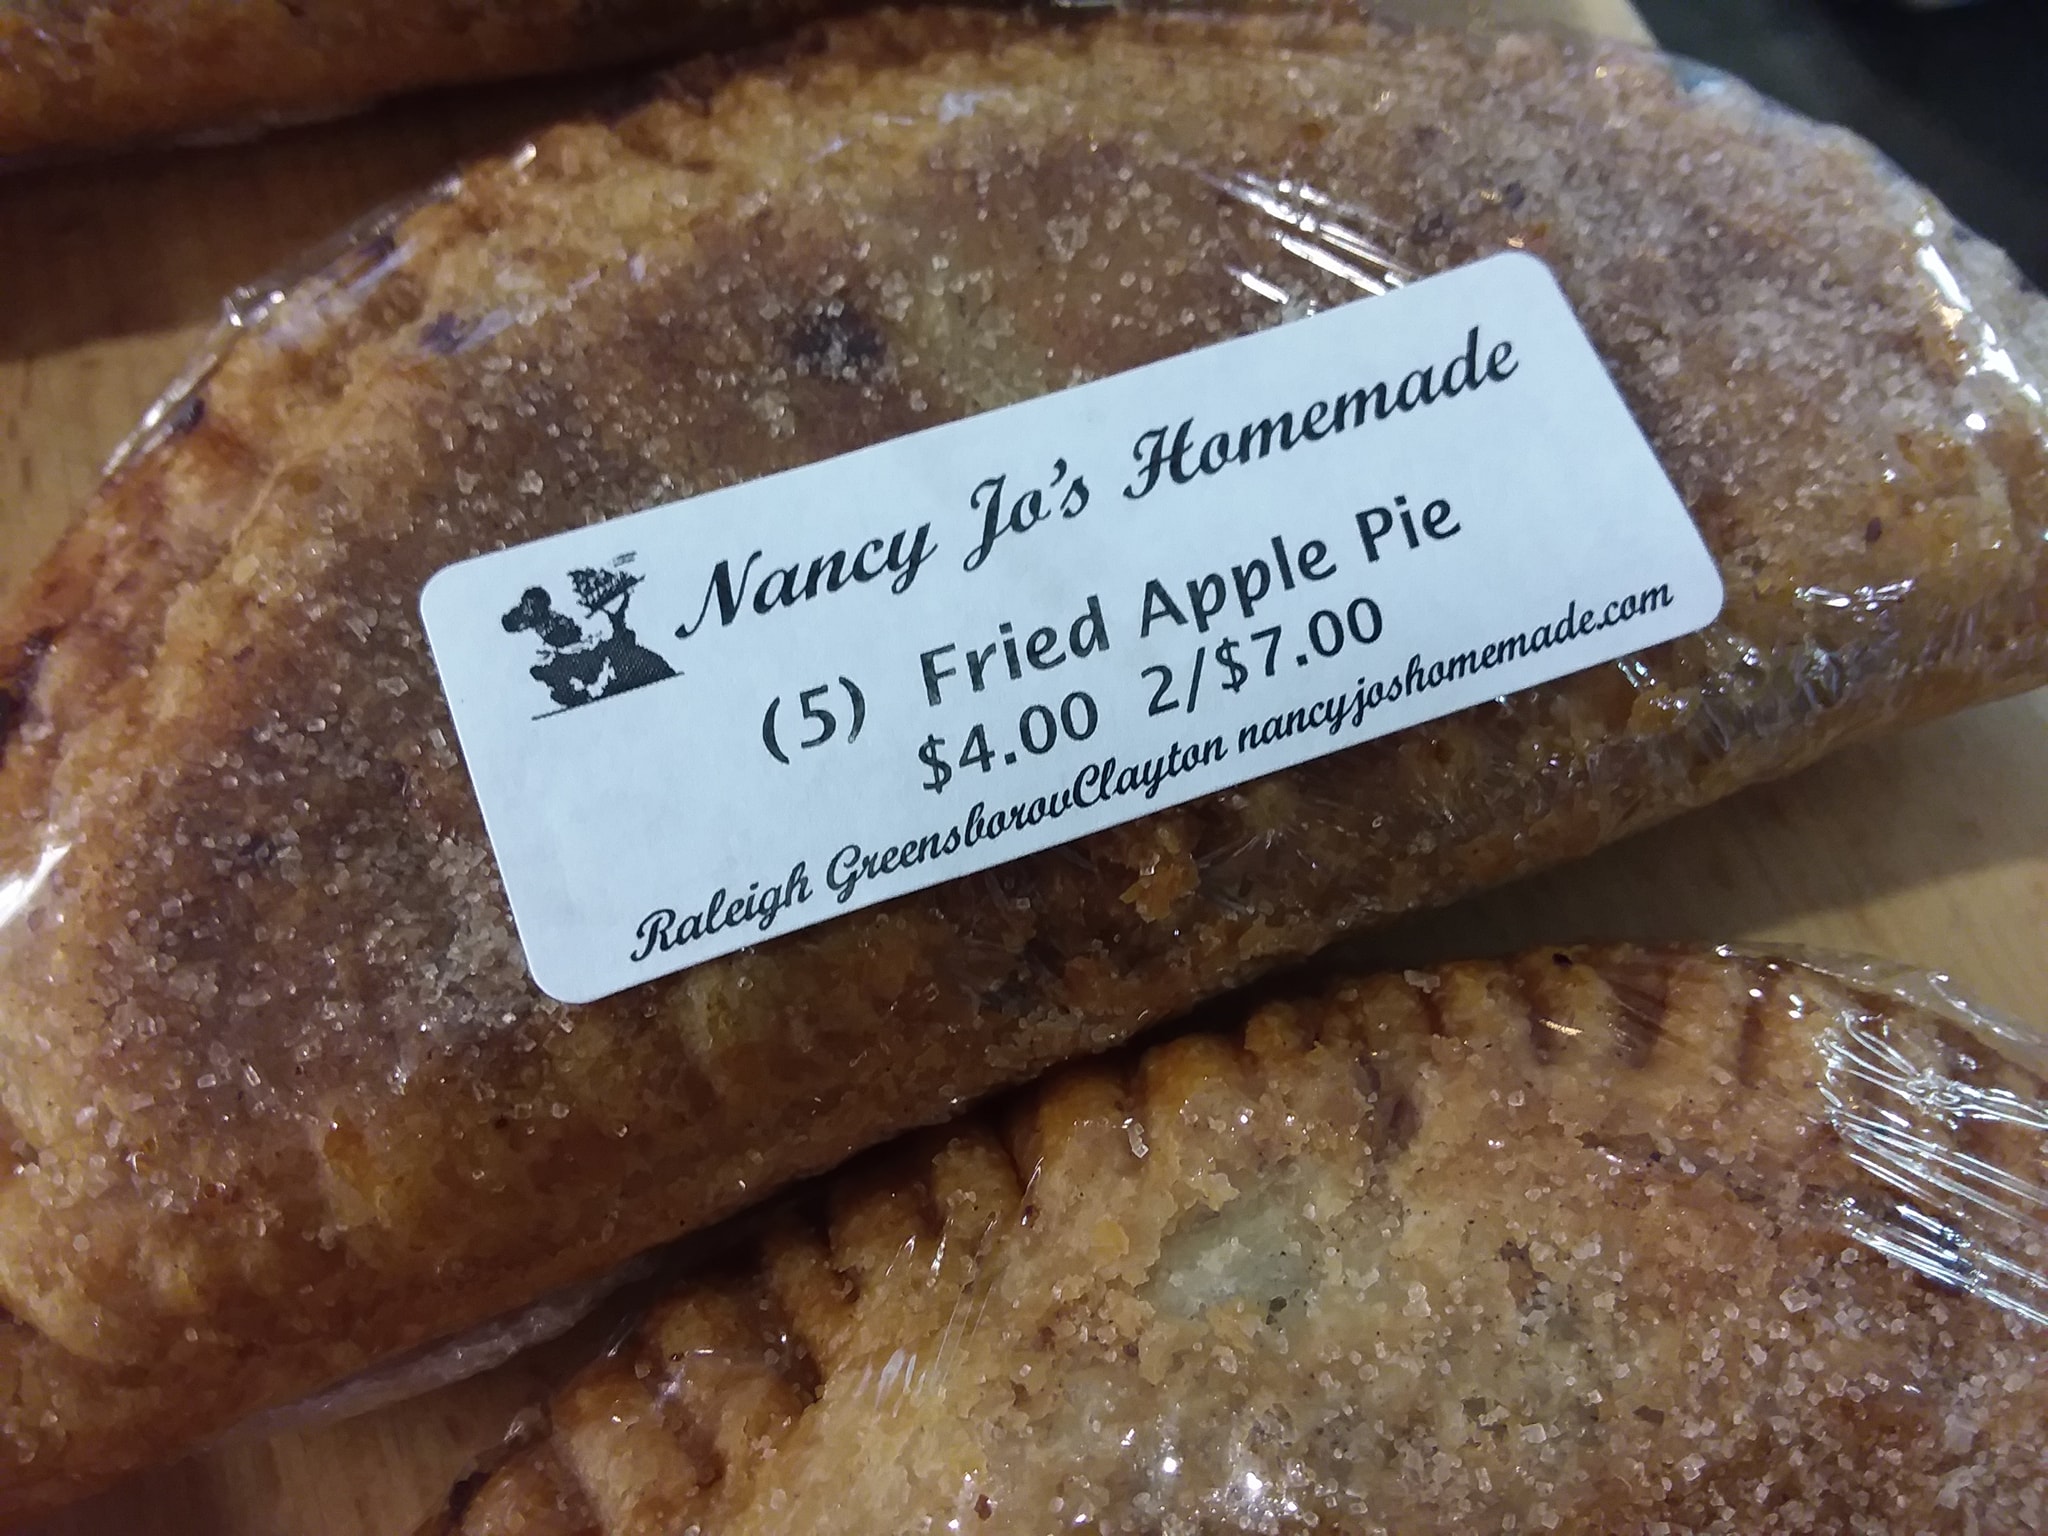 Nancy Jo's Homemade
(5) Fried Apple Pie
$4.00 2/$7.00
Raleigh GreensborovClayton nancyjoshomemade.com